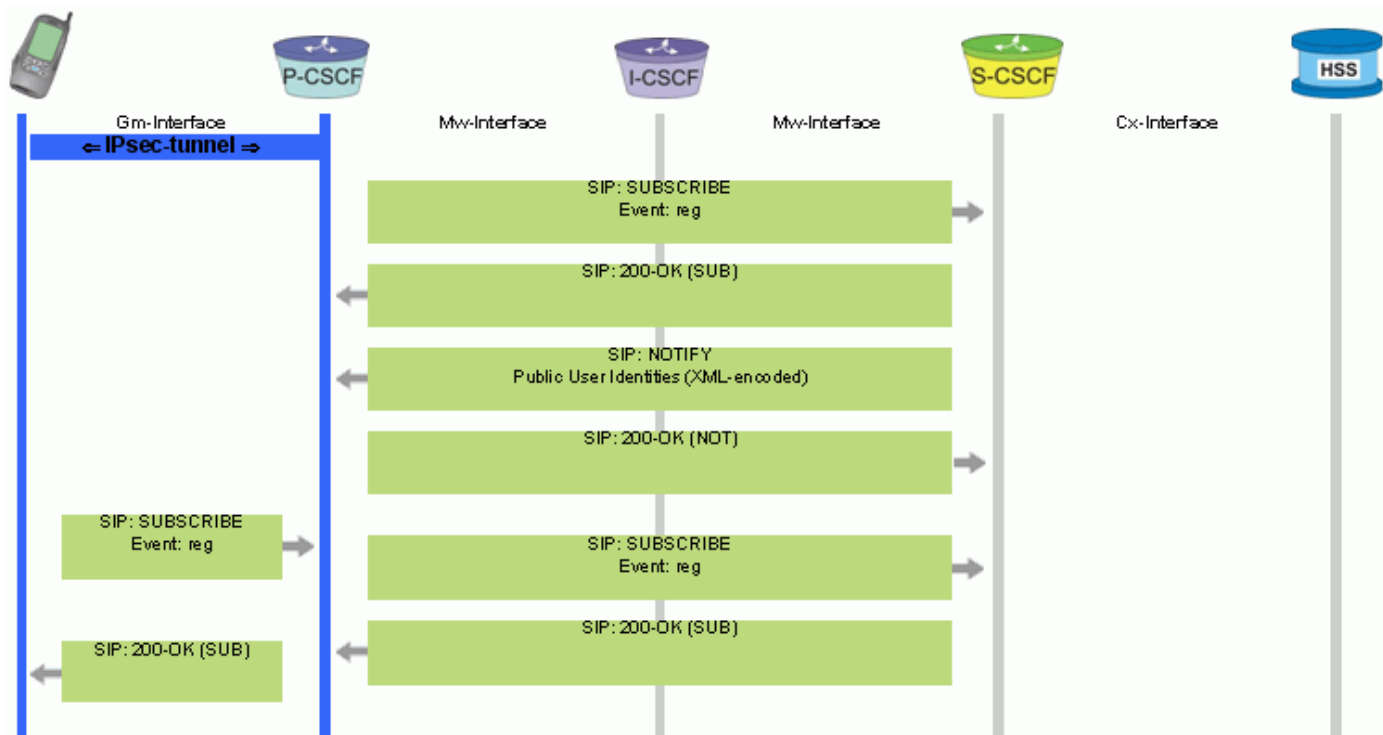 P-CSCF
I-CSCF
S-CSCF
HSS
Gm-Interface
Mw-Interface
Mw-Interface
Cx-Interface
⇐ IPsec-tunnel ⇒
SIP: SUBSCRIBE
Event: reg
SIP: 200-OK (SUB)
SIP: NOTIFY
Public User Identities (XML-encoded)
SIP: 200-OK (NOT)
SIP: SUBSCRIBE
Event: reg
SIP: SUBSCRIBE
Event: reg
SIP: 200-OK (SUB)
SIP: 200-OK (SUB)